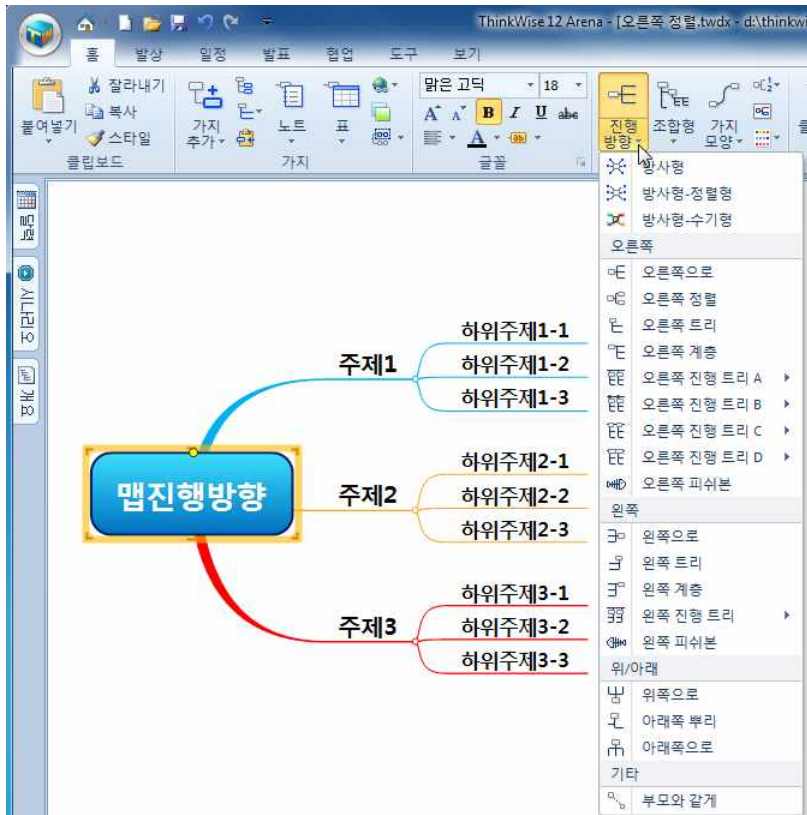 ThinkWise12 Arena - [오른쪽 정렬.twdx - d:\thinkwi
홈 발상 일정 발표 협업 도구 보기
붙여넣기
잘라내기
복사
스타일
클립보드
가지
추가
노트
표
가지
맑은 고딕 18
A A B I U abc
A ab
글꼴
진행
방향
조합형
가지
모양
방사형
방사형-정렬형
방사형-수기형
오른쪽
오른쪽으로
오른쪽 정렬
오른쪽 트리
오른쪽 계층
오른쪽 진행 트리 A
오른쪽 진행 트리 B
오른쪽 진행 트리 C
오른쪽 진행 트리 D
오른쪽 피쉬본
왼쪽
왼쪽으로
왼쪽 트리
왼쪽 계층
왼쪽 진행 트리
왼쪽 피쉬본
위/아래
위쪽으로
아래쪽 뿌리
아래쪽으로
기타
부모와 같게
시나리오
개요
맵진행방향
주제1
하위주제1-1
하위주제1-2
하위주제1-3
주제2
하위주제2-1
하위주제2-2
하위주제2-3
주제3
하위주제3-1
하위주제3-2
하위주제3-3